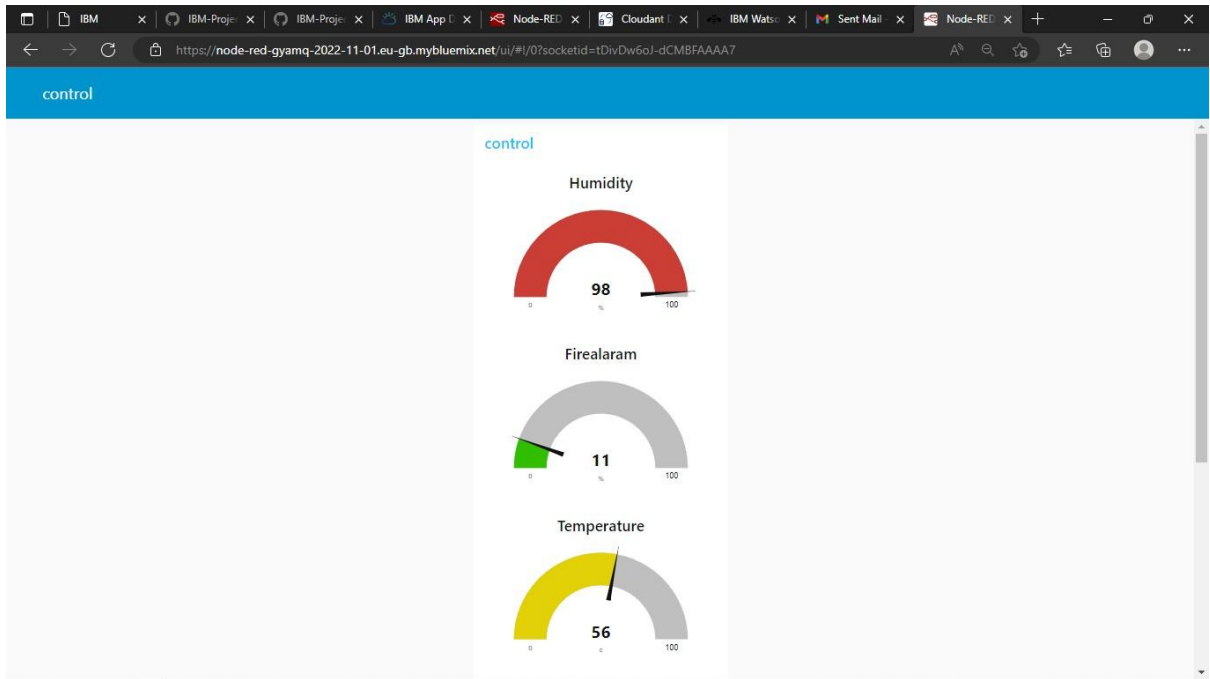 IBM
IBM-Projec
IBM-Projec
IBM App D
Node-RED
Cloudant D
IBM Watso
Sent Mail -
Node-RED
https://node-red-gyamq-2022-11-01.eu-gb.mybluemix.net/ui/#!/0?socketid=tDivDw6oJ-dCMBFAAAA7
control
control
Humidity
98
0 % 100
Firealaram
11
0 % 100
Temperature
56
0 c 100